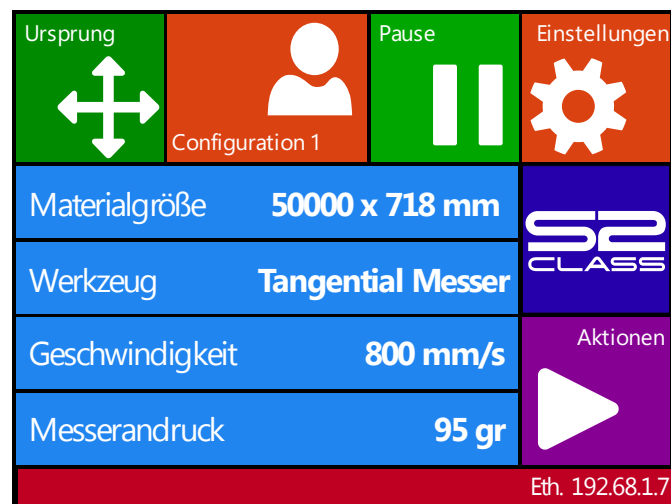 Ursprung
Configuration 1
Pause
Einstellungen
Materialgröße 50000 x 718 mm
S2
CLASS
Werkzeug Tangential Messer
Geschwindigkeit 800 mm/s
Aktionen
Messerandruck 95 gr
Eth. 192.68.1.7